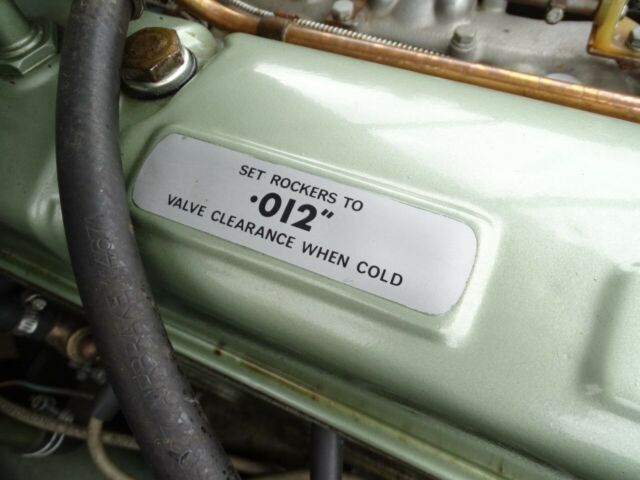 SET ROCKERS TO
·012"
VALVE CLEARANCE WHEN COLD